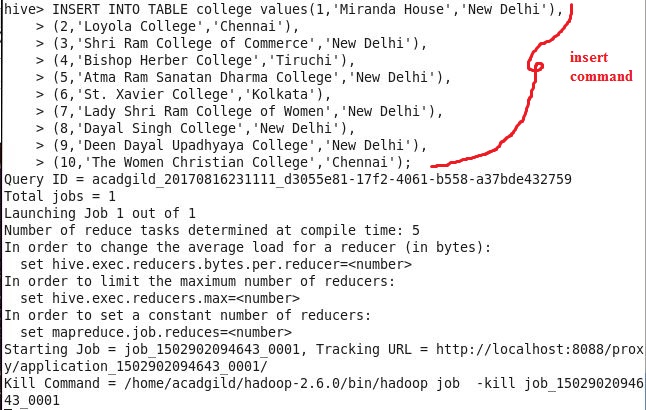 hive> INSERT INTO TABLE college values(1,'Miranda House','New Delhi'),
> (2,'Loyola College','Chennai'),
> (3,'Shri Ram College of Commerce','New Delhi'),
> (4,'Bishop Herber College','Tiruchi'),
> (5,'Atma Ram Sanatan Dharma College','New Delhi'),
> (6,'St. Xavier College','Kolkata'),
> (7,'Lady Shri Ram College of Women','New Delhi'),
> (8,'Dayal Singh College','New Delhi'),
> (9,'Deen Dayal Upadhyaya College','New Delhi'),
> (10,'The Women Christian College','Chennai');
insert
command
Query ID = acadgild_20170816231111_d3055e81-17f2-4061-b558-a37bde432759
Total jobs = 1
Launching Job 1 out of 1
Number of reduce tasks determined at compile time: 5
In order to change the average load for a reducer (in bytes):
set hive.exec.reducers.bytes.per.reducer=<number>
In order to limit the maximum number of reducers:
set hive.exec.reducers.max=<number>
In order to set a constant number of reducers:
set mapreduce.job.reduces=<number>
Starting Job = job_1502902094643_0001, Tracking URL = http://localhost:8088/prox
y/application_1502902094643_0001/
Kill Command = /home/acadgild/hadoop-2.6.0/bin/hadoop job  -kill job_15029020946
43_0001